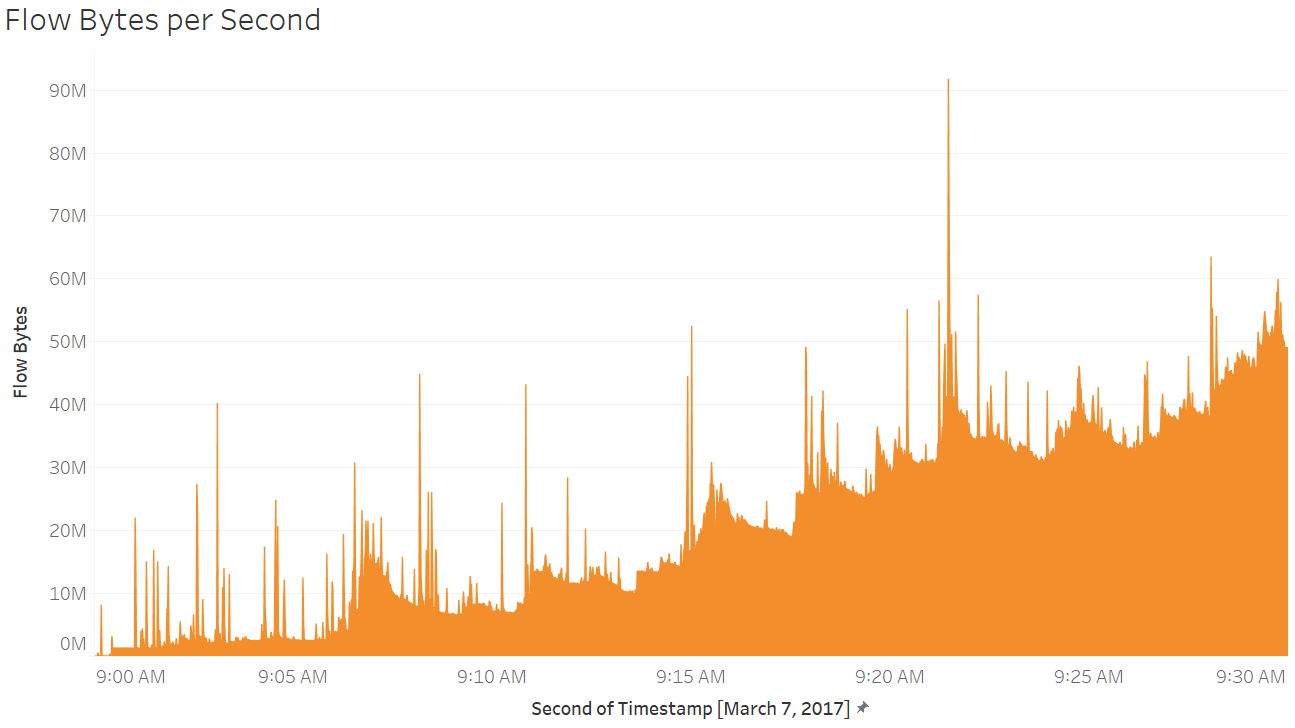 Flow Bytes per Second
90M
80M
70M
60M
50M
40M
30M
20M
10M
0M
Flow Bytes
9:00 AM 9:05 AM 9:10 AM 9:15 AM 9:20 AM 9:25 AM 9:30 AM
Second of Timestamp [March 7, 2017]